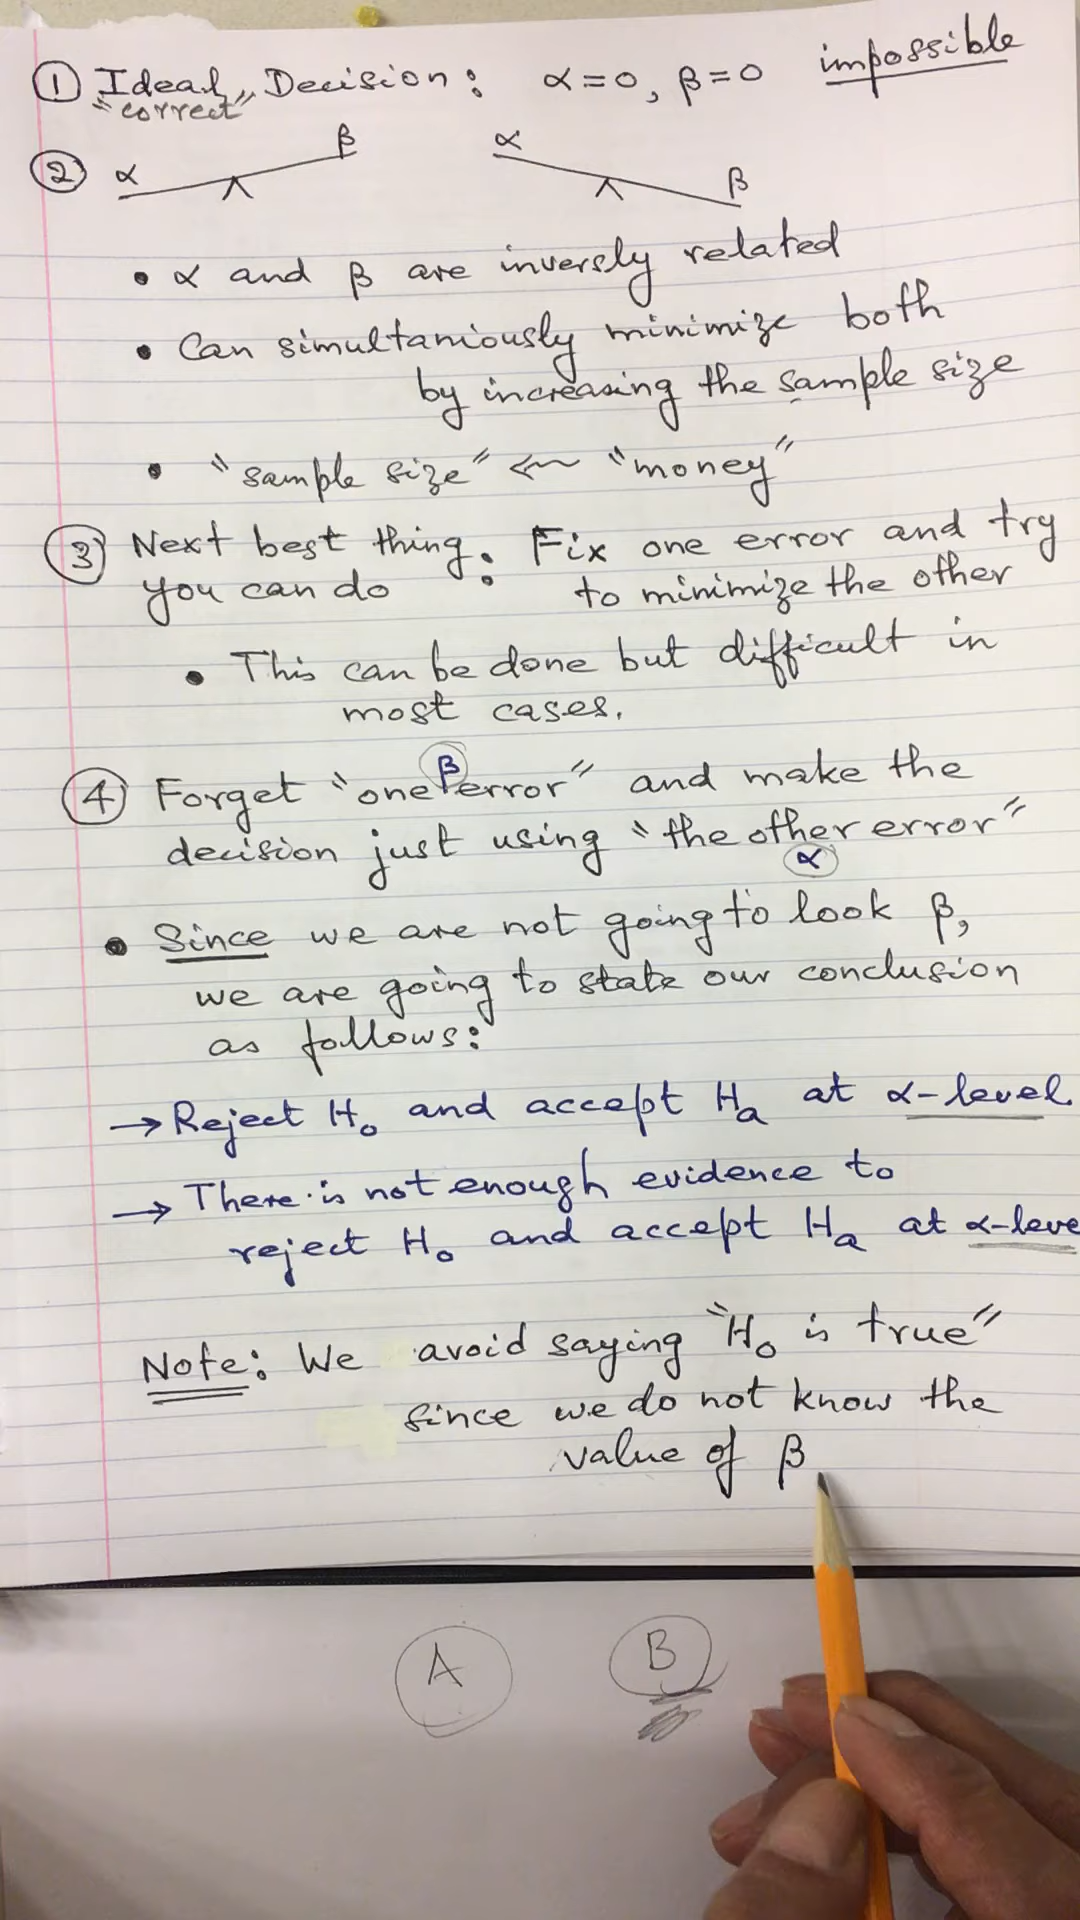 ① Ideal Decision: α=0, β=0 impossible
"correct"
② α β α β
• α and β are inversly related
• Can simultaniously minimize both
by increasing the sample size
• "sample size" ← "money"
③ Next best thing: Fix one error and try
you can do to minimize the other
• This can be done but difficult in
most cases.
β
④ Forget "one error" and make the
decision just using "the other error"
α
• Since we are not going to look β,
we are going to state our conclusion
as follows:
→ Reject H₀ and accept Hₐ at α-level
→ There is not enough evidence to
reject H₀ and accept Hₐ at α-leve
Note: We avoid saying "H₀ is true"
since we do not know the
value of β
A B